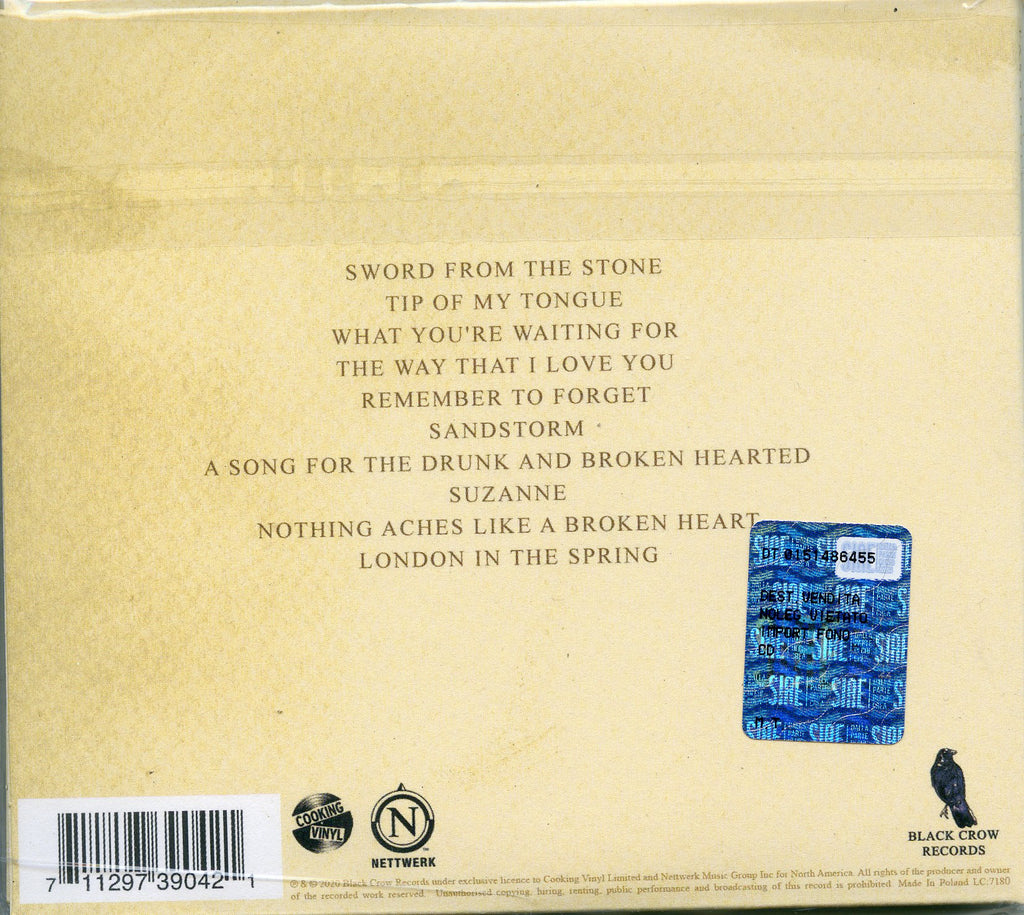 SWORD FROM THE STONE
TIP OF MY TONGUE
WHAT YOU'RE WAITING FOR
THE WAY THAT I LOVE YOU
REMEMBER TO FORGET
SANDSTORM
A SONG FOR THE DRUNK AND BROKEN HEARTED
SUZANNE
NOTHING ACHES LIKE A BROKEN HEART
LONDON IN THE SPRING
DT 0151486455
DEST VENDITA
NOLEG VIETATO
IMPORT FONO
CD
SIAE SIAE
M T
COOKING
VINYL
N
NETTWERK
BLACK CROW
RECORDS
7 11297 39042 1
℗ & © 2020 Black Crow Records under exclusive licence to Cooking Vinyl Limited and Nettwerk Music Group Inc for North America. All rights of the producer and owner
of the recorded work reserved. Unauthorised copying, hiring, renting, public performance and broadcasting of this record is prohibited. Made In Poland LC:7180